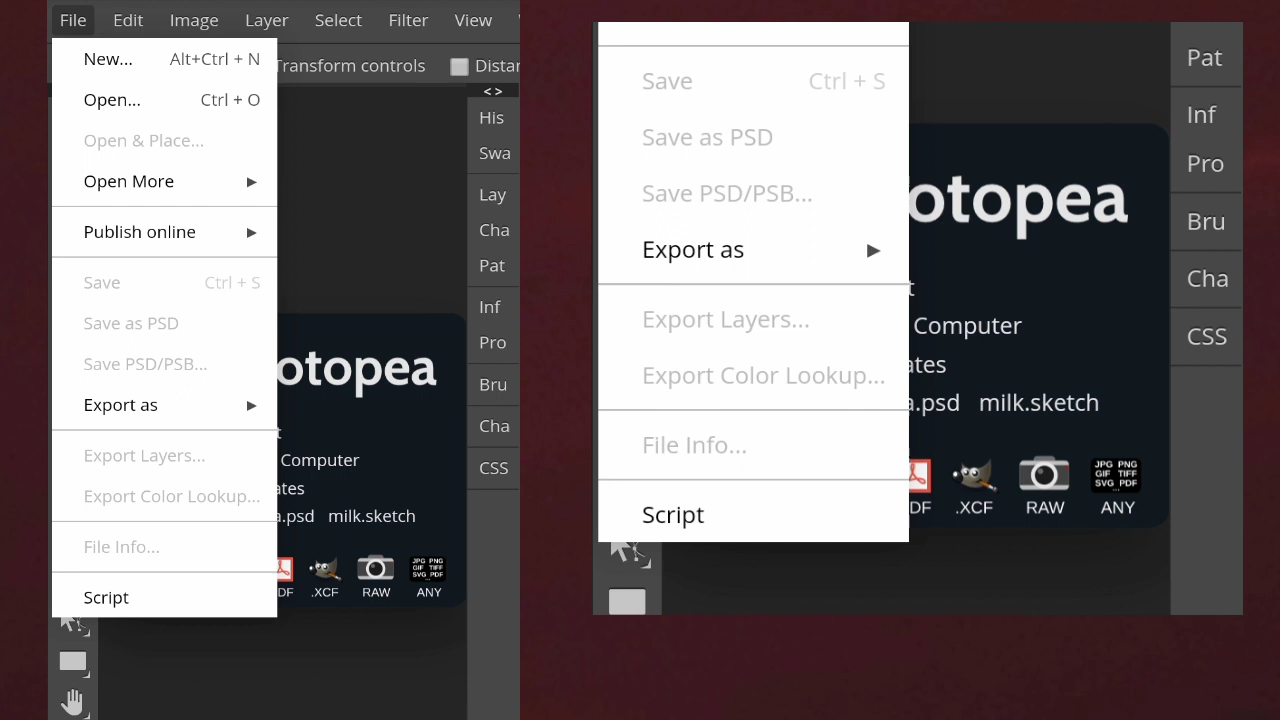 File Edit Image Layer Select Filter View
New... Alt+Ctrl + N
Transform controls Distan
Open... Ctrl + O
< >
His
Open & Place...
Swa
Open More
Lay
Publish online
Cha
Pat
Save Ctrl + S
Inf
Save as PSD
Pro
Save PSD/PSB...
otopea
Bru
Export as
Cha
Export Layers...
Computer
CSS
Export Color Lookup...
ates
a.psd milk.sketch
File Info...
DF .XCF RAW ANY
JPG PNG
GIF TIFF
SVG PDF
Script
Save Ctrl + S
Save as PSD
Save PSD/PSB...
Export as
Export Layers...
Export Color Lookup...
File Info...
Script
otopea
t
Computer
ates
a.psd milk.sketch
JPG PNG
GIF TIFF
SVG PDF
DF .XCF RAW ANY
Pat
Inf
Pro
Bru
Cha
CSS